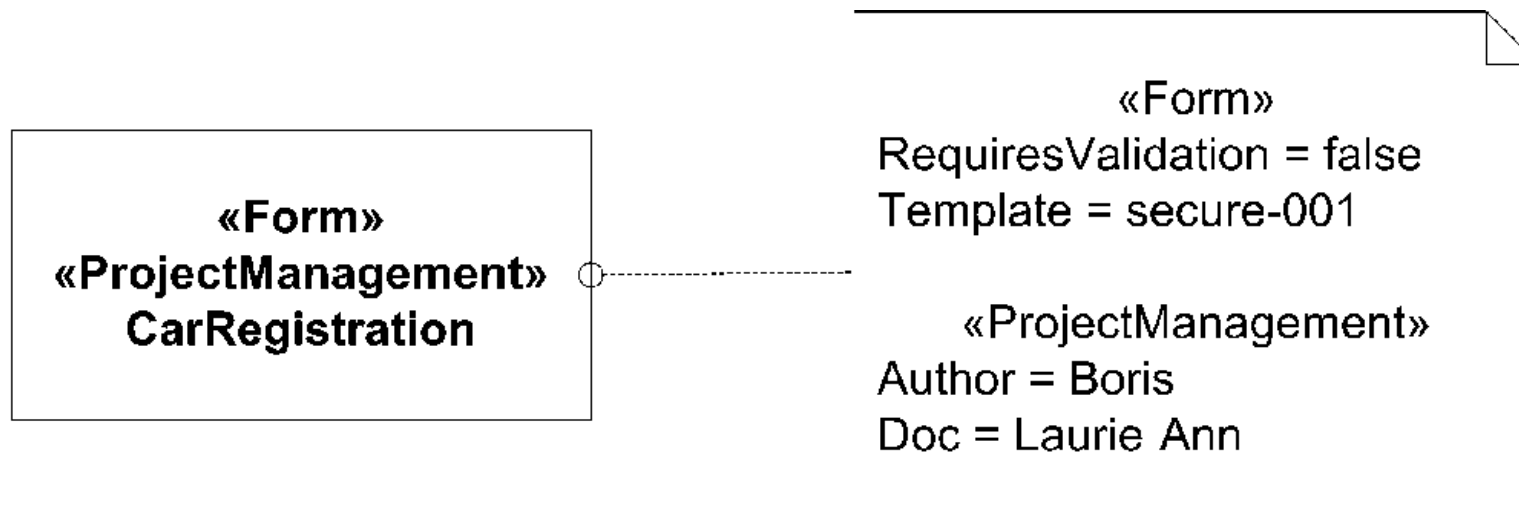 «Form»
«ProjectManagement»
CarRegistration
«Form»
RequiresValidation = false
Template = secure-001
«ProjectManagement»
Author = Boris
Doc = Laurie Ann